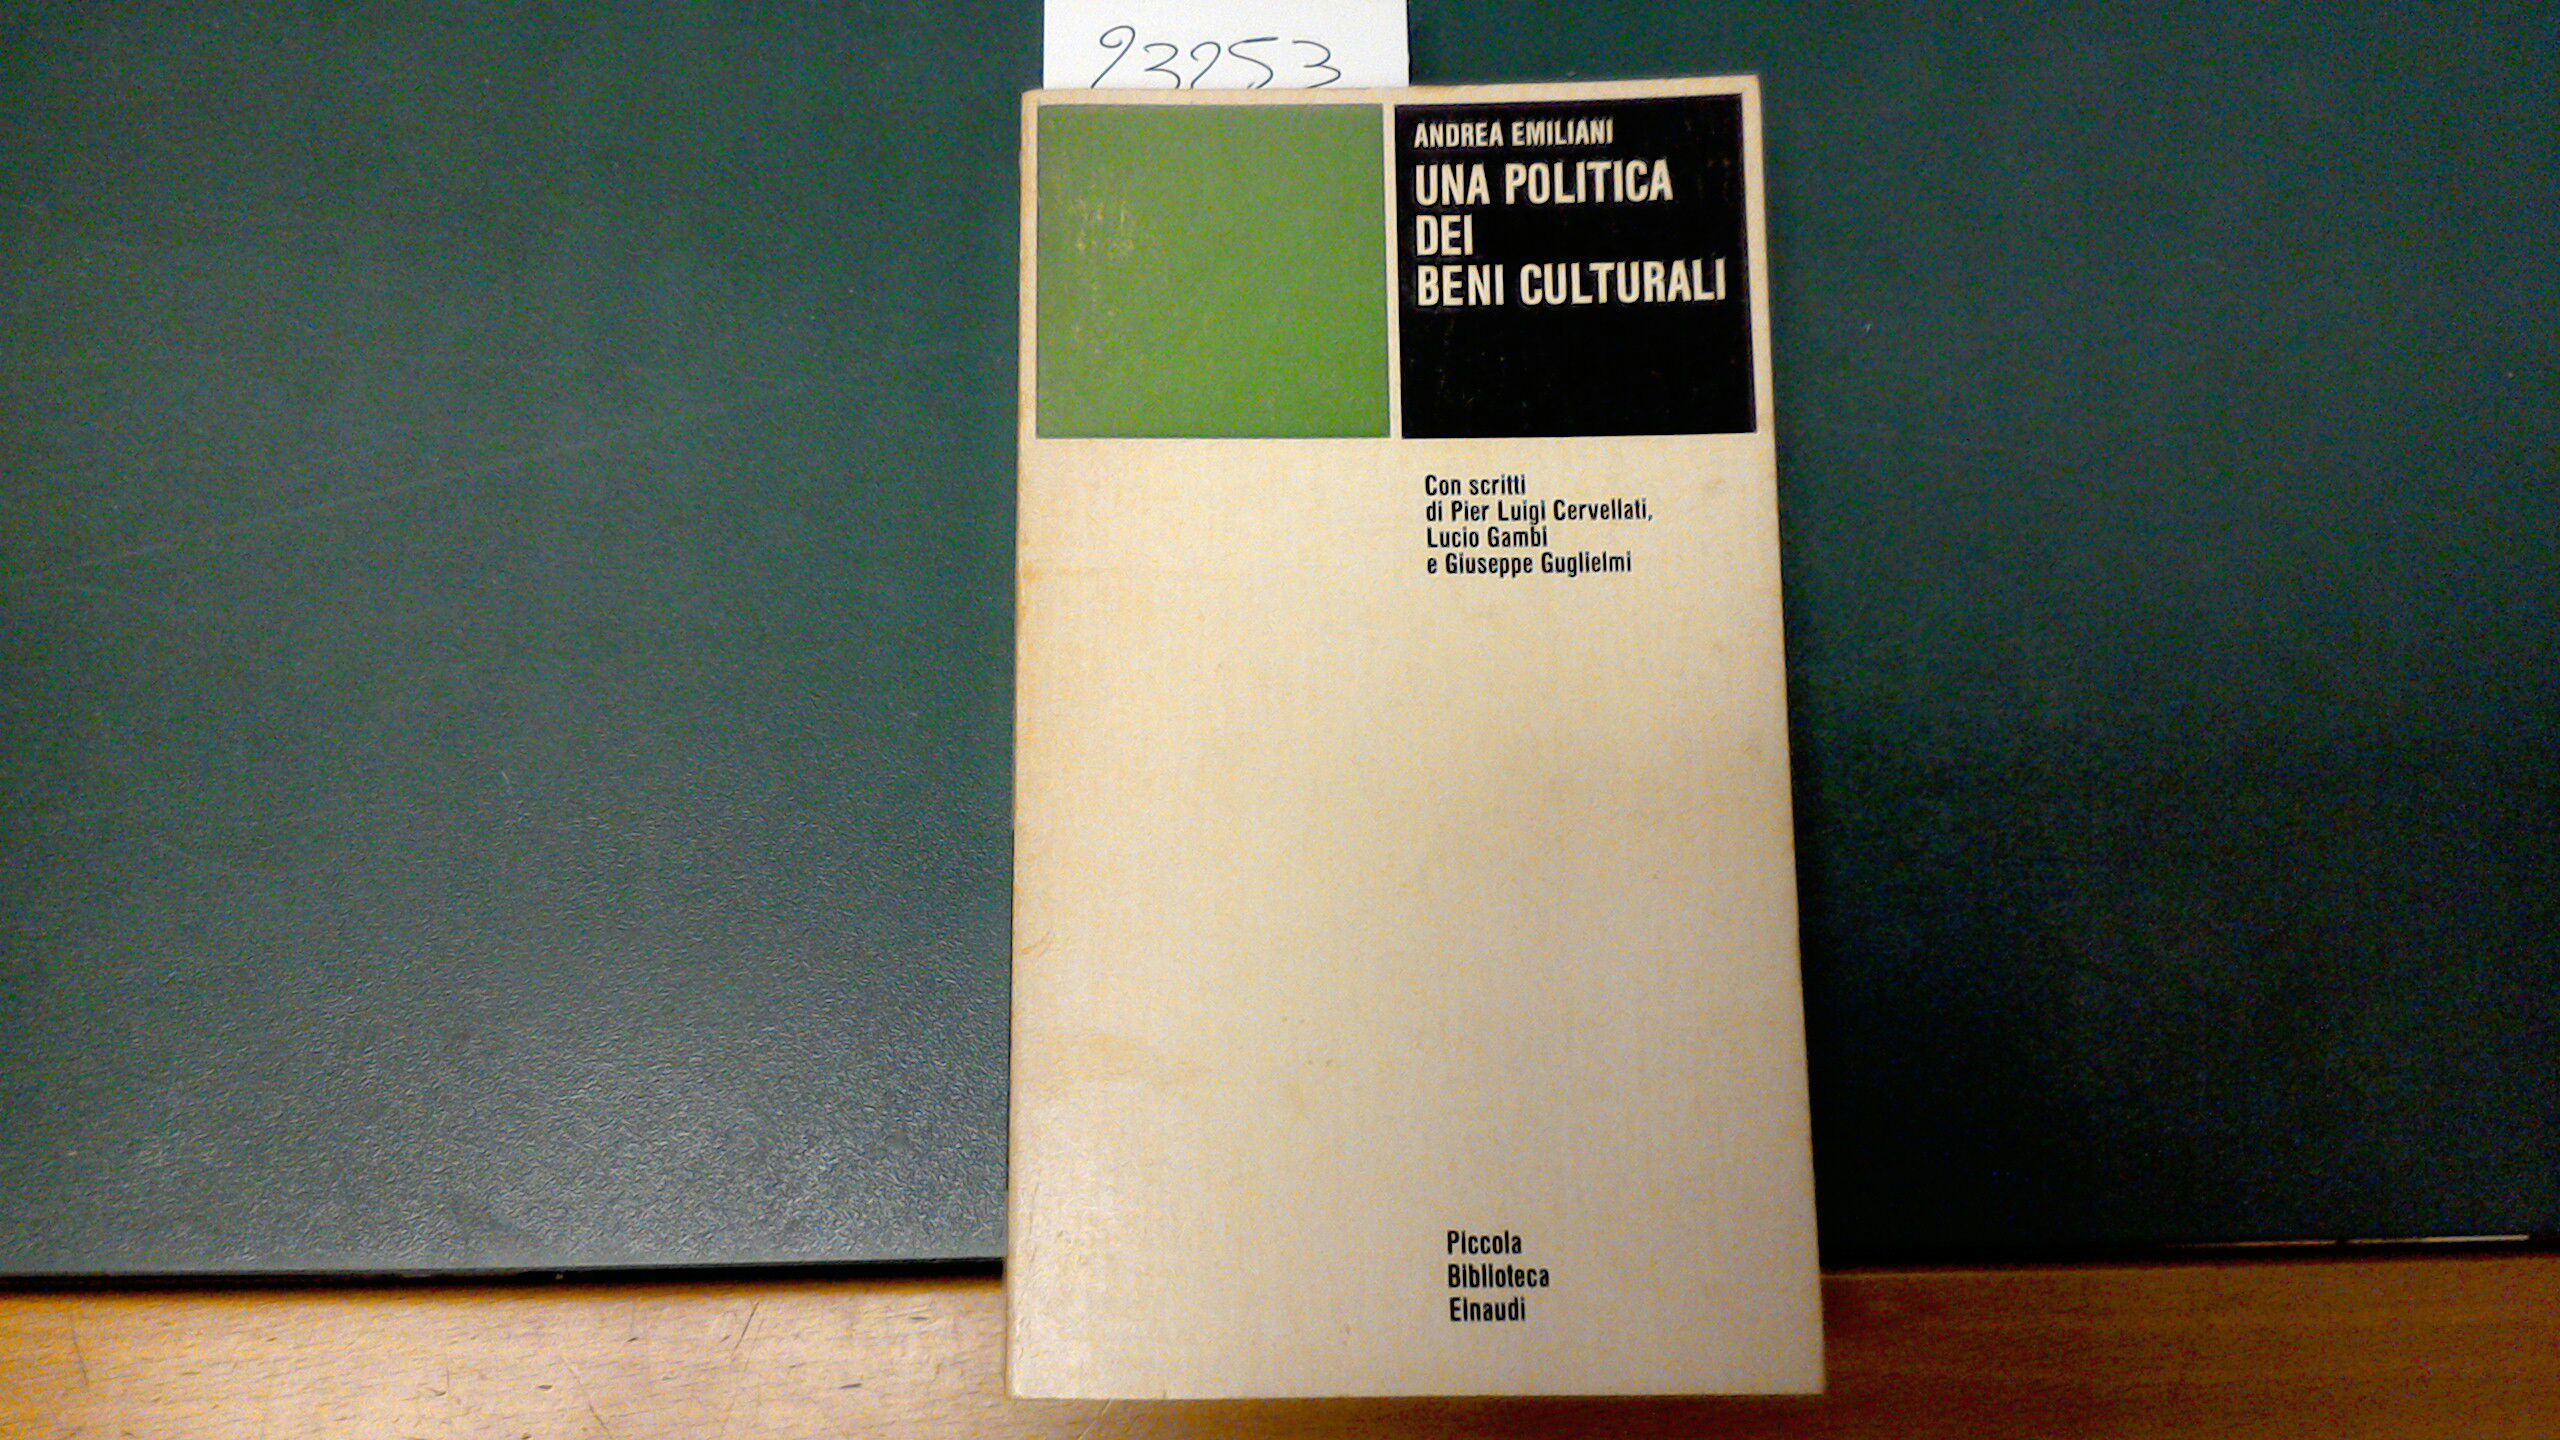 93953
ANDREA EMILIANI
UNA POLITICA
DEI
BENI CULTURALI
Con scritti
di Pier Luigi Cervellati,
Lucio Gambi
e Giuseppe Guglielmi
Piccola
Biblioteca
Einaudi